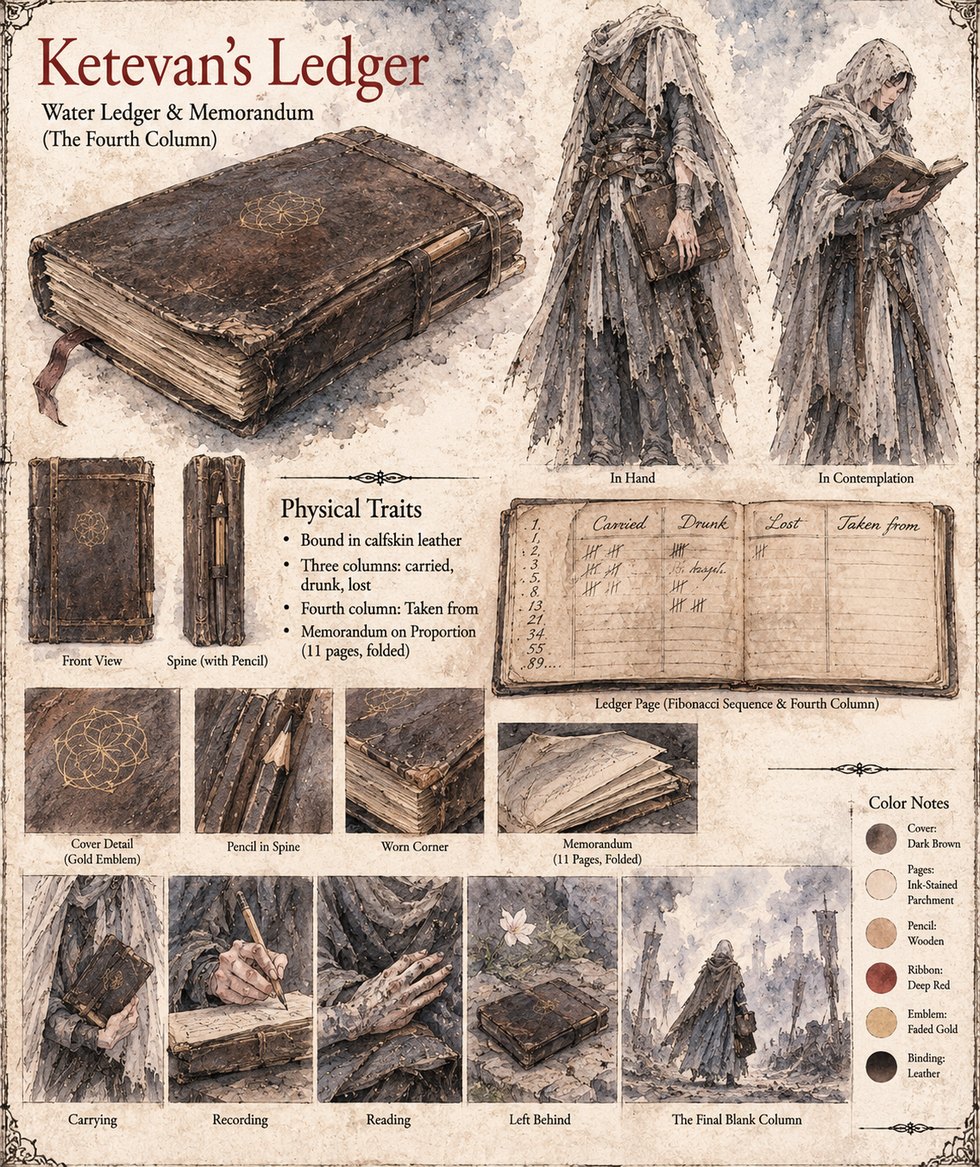 Ketevan's Ledger
Water Ledger & Memorandum
(The Fourth Column)
In Hand
In Contemplation
Physical Traits
• Bound in calfskin leather
• Three columns: carried,
drunk, lost
• Fourth column: Taken from
• Memorandum on Proportion
(11 pages, folded)
Front View
Spine (with Pencil)
Carried Drunk Lost Taken from
1.
1,
2,
3
5.
8.
13.
21
34
55
89....
Ledger Page (Fibonacci Sequence & Fourth Column)
Cover Detail
(Gold Emblem)
Pencil in Spine
Worn Corner
Memorandum
(11 Pages, Folded)
Color Notes
Cover:
Dark Brown
Pages:
Ink-Stained
Parchment
Pencil:
Wooden
Ribbon:
Deep Red
Emblem:
Faded Gold
Binding:
Leather
Carrying
Recording
Reading
Left Behind
The Final Blank Column